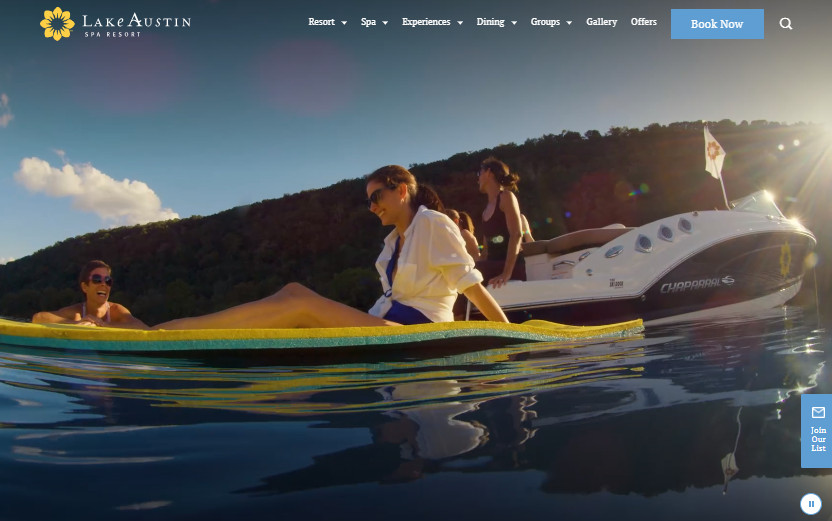 LAKE AUSTIN
SPA RESORT
Resort
Spa
Experiences
Dining
Groups
Gallery
Offers
Book Now
CHAPARRAL
Join
Our
List